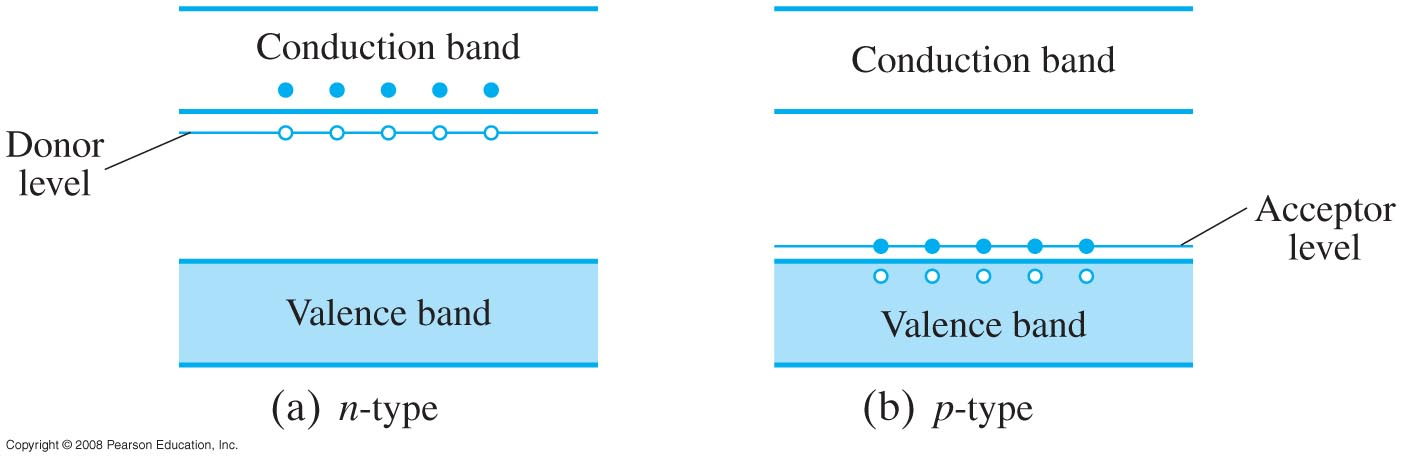 Conduction band
Donor
level
Valence band
(a) n-type
Conduction band
Acceptor
level
Valence band
(b) p-type
Copyright © 2008 Pearson Education, Inc.